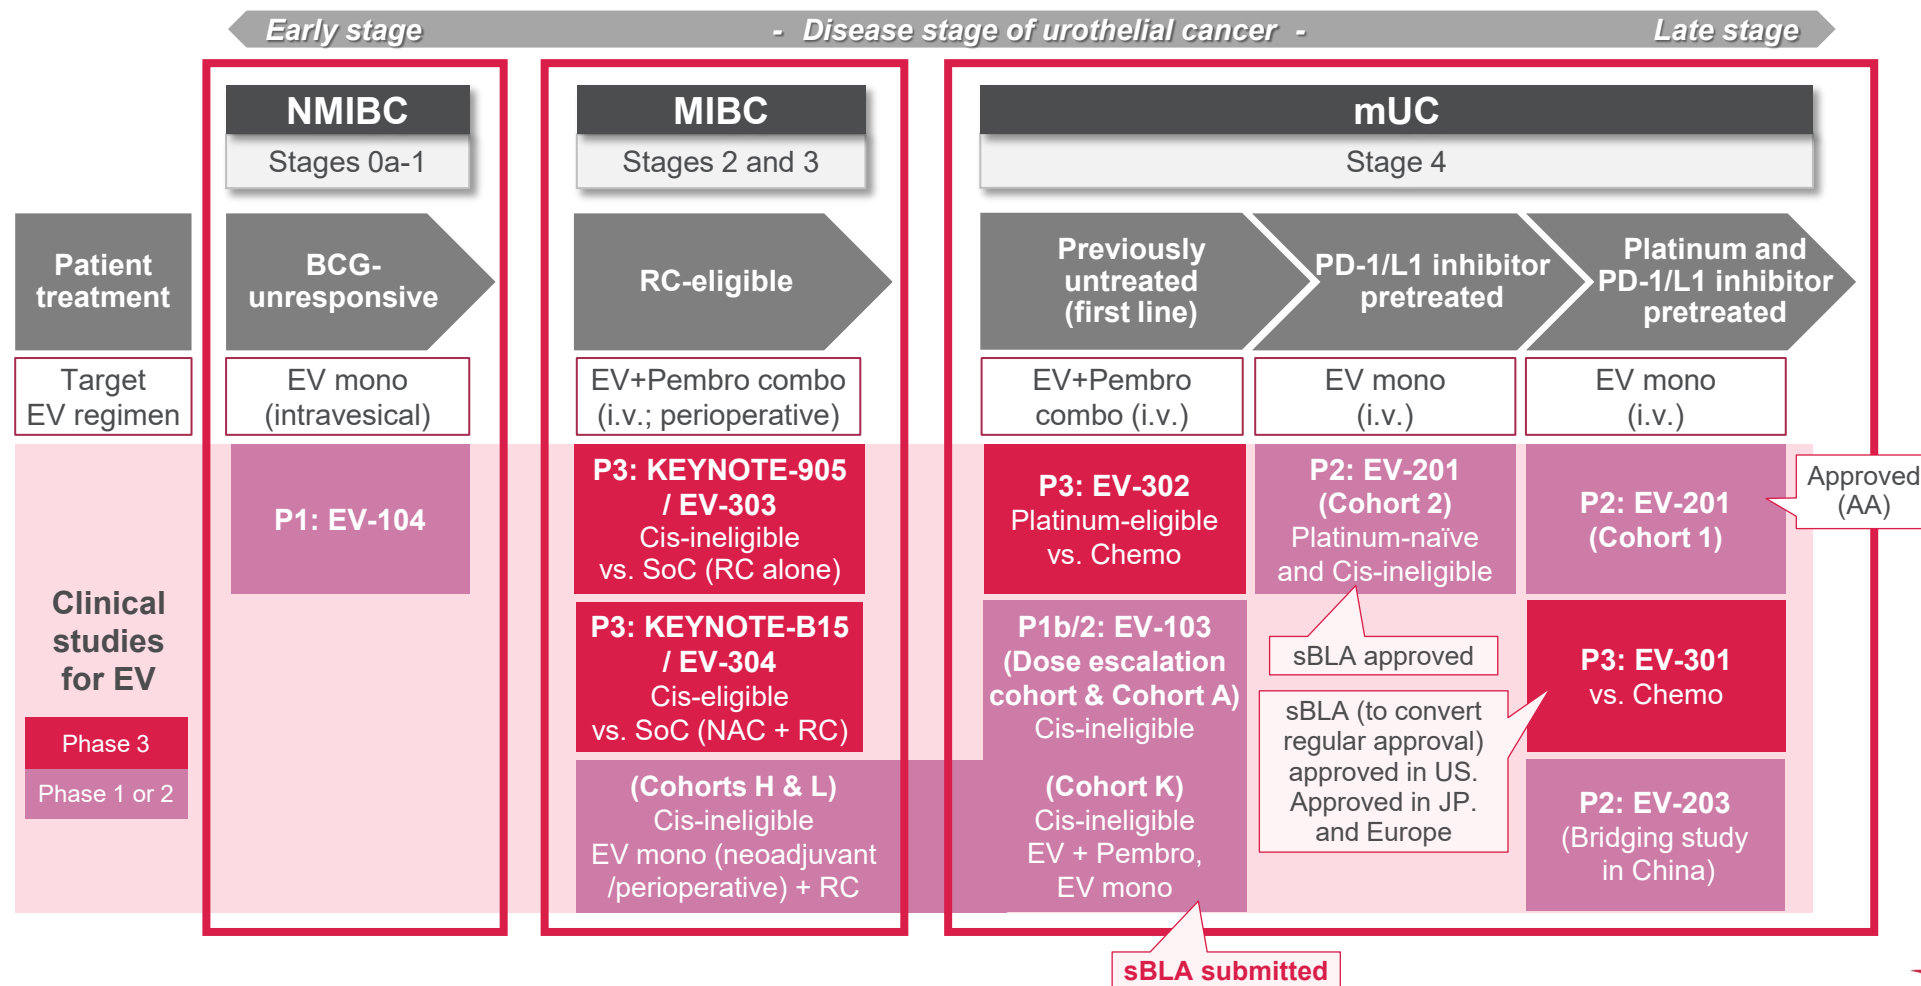 Early stage - Disease stage of urothelial cancer - Late stage
NMIBC
Stages 0a-1
MIBC
Stages 2 and 3
mUC
Stage 4
Patient
treatment
BCG-
unresponsive
RC-eligible
Previously
untreated
(first line)
PD-1/L1 inhibitor
pretreated
Platinum and
PD-1/L1 inhibitor
pretreated
Target
EV regimen
EV mono
(intravesical)
EV+Pembro combo
(i.v.; perioperative)
EV+Pembro
combo (i.v.)
EV mono
(i.v.)
EV mono
(i.v.)
Clinical
studies
for EV
Phase 3
Phase 1 or 2
P1: EV-104
P3: KEYNOTE-905
/ EV-303
Cis-ineligible
vs. SoC (RC alone)
P3: KEYNOTE-B15
/ EV-304
Cis-eligible
vs. SoC (NAC + RC)
(Cohorts H & L)
Cis-ineligible
EV mono (neoadjuvant
/perioperative) + RC
P3: EV-302
Platinum-eligible
vs. Chemo
P1b/2: EV-103
(Dose escalation
cohort & Cohort A)
Cis-ineligible
(Cohort K)
Cis-ineligible
EV + Pembro,
EV mono
sBLA submitted
P2: EV-201
(Cohort 2)
Platinum-naïve
and Cis-ineligible
sBLA approved
sBLA (to convert
regular approval)
approved in US.
Approved in JP.
and Europe
P2: EV-201
(Cohort 1)
Approved
(AA)
P3: EV-301
vs. Chemo
P2: EV-203
(Bridging study
in China)